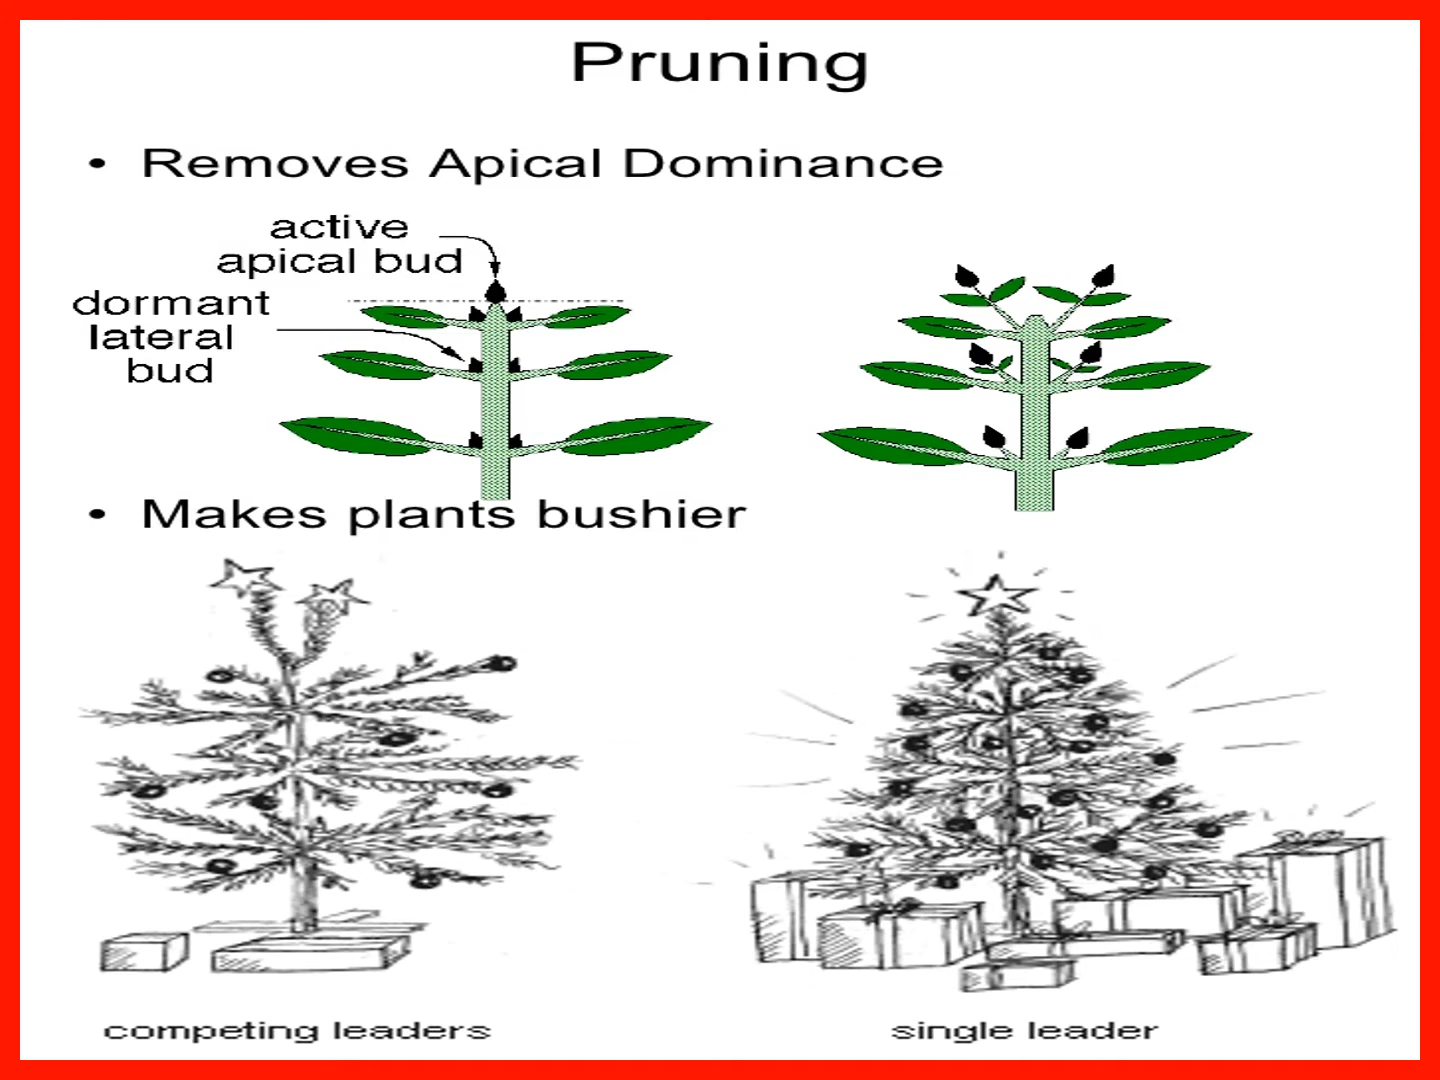 Pruning
• Removes Apical Dominance
active
apical bud
dormant
lateral
bud
• Makes plants bushier
competing leaders
single leader